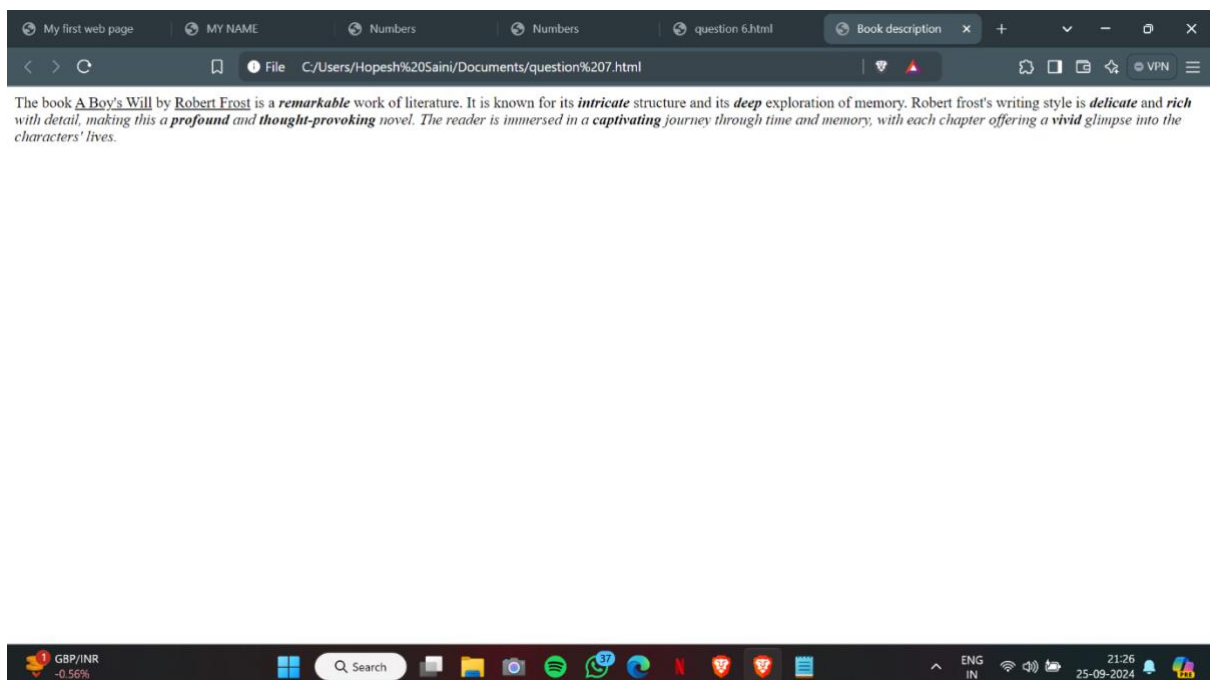 My first web page
MY NAME
Numbers
Numbers
question 6.html
Book description
File C:/Users/Hopesh%20Saini/Documents/question%207.html
VPN
The book A Boy's Will by Robert Frost is a remarkable work of literature. It is known for its intricate structure and its deep exploration of memory. Robert frost's writing style is delicate and rich
with detail, making this a profound and thought-provoking novel. The reader is immersed in a captivating journey through time and memory, with each chapter offering a vivid glimpse into the
characters' lives.
1
GBP/INR
-0.56%
Search
37
N
ENG
IN
21:26
25-09-2024
PRE